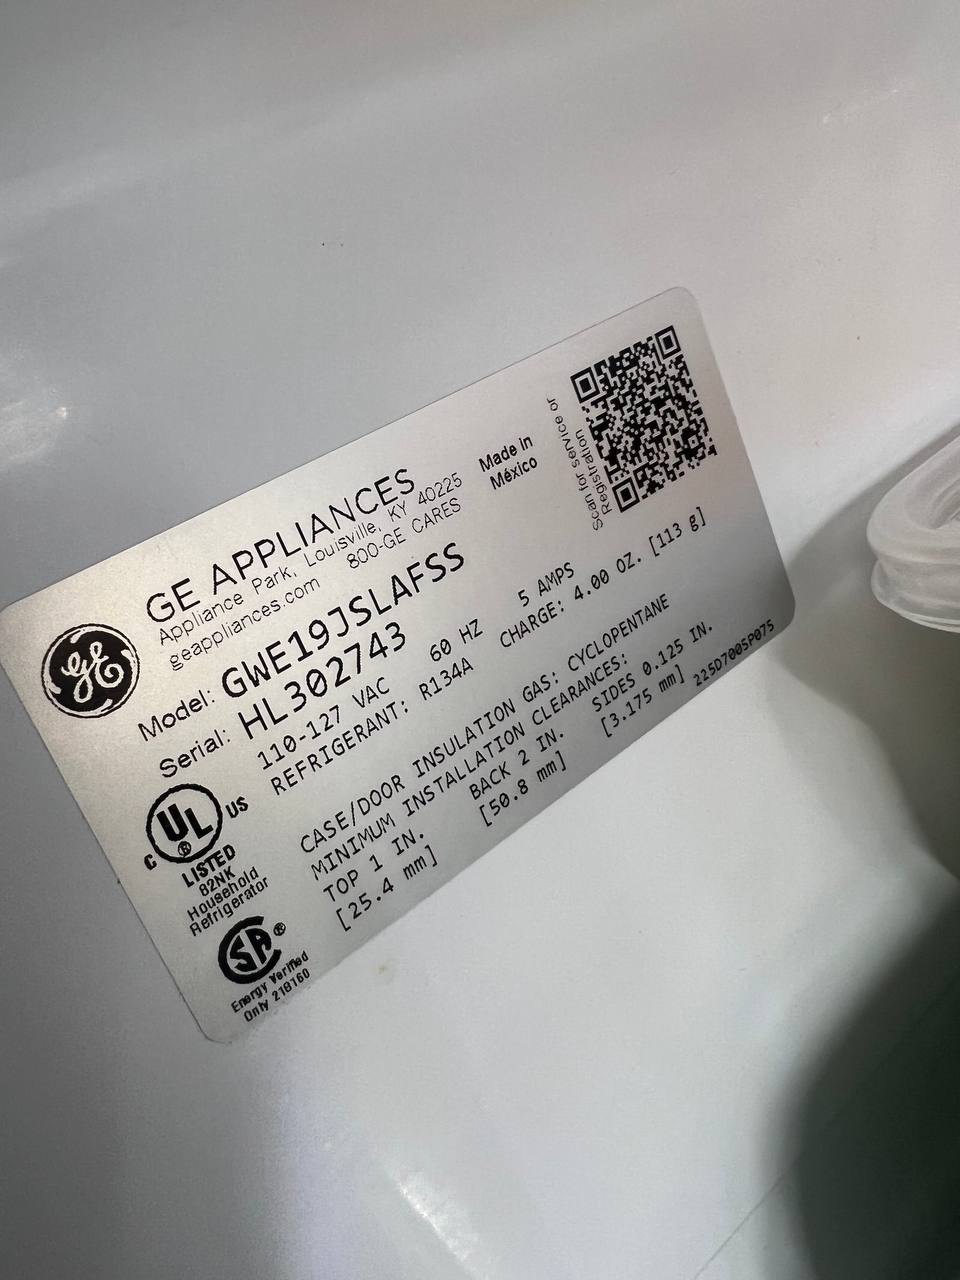 GE APPLIANCES
Appliance Park, Louisville, KY 40225
geappliances.com 800-GE CARES
Made in
México
Scan for service or
Registration
GE
Model: GWE19JSLAFSS
Serial: HL302743
110-127 VAC 60 HZ 5 AMPS
REFRIGERANT: R134A CHARGE: 4.00 OZ. [113 g]
CASE/DOOR INSULATION GAS: CYCLOPENTANE
MINIMUM INSTALLATION CLEARANCES:
TOP 1 IN. BACK 2 IN. SIDES 0.125 IN.
[25.4 mm] [50.8 mm] [3.175 mm]
225D7005P075
C UL ® US
LISTED
82NK
Household
Refrigerator
SA ®
Energy Verified
Only 218160